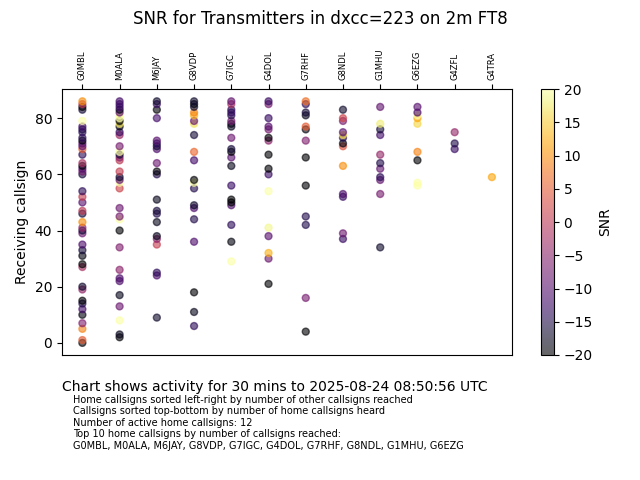 SNR for Transmitters in dxcc=223 on 2m FT8
G0MBL M0ALA M6JAY G8VDP G7IGC G4DOL G7RHF G8NDL G1MHU G6EZG G4ZFL G4TRA
80
60
40
20
0
Receiving callsign
20
15
10
5
0
−5
−10
−15
−20
SNR
Chart shows activity for 30 mins to 2025-08-24 08:50:56 UTC
Home callsigns sorted left-right by number of other callsigns reached
Callsigns sorted top-bottom by number of home callsigns heard
Number of active home callsigns: 12
Top 10 home callsigns by number of callsigns reached:
G0MBL, M0ALA, M6JAY, G8VDP, G7IGC, G4DOL, G7RHF, G8NDL, G1MHU, G6EZG